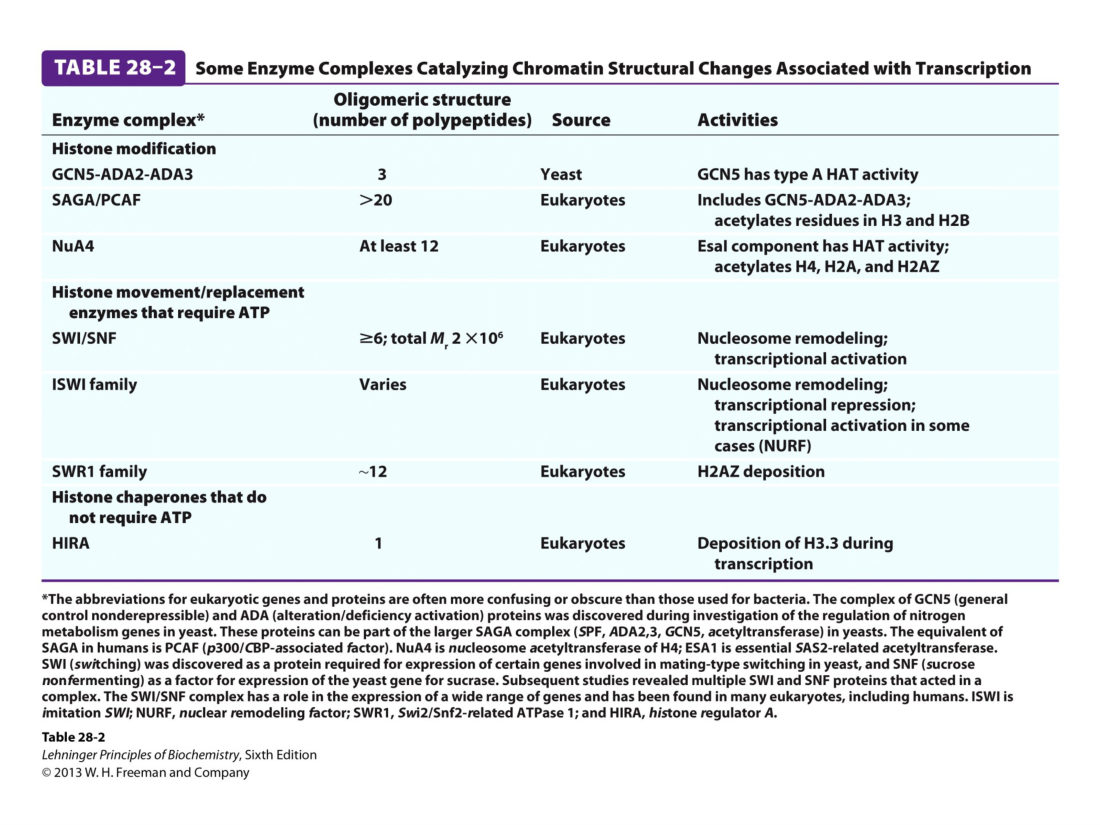 TABLE 28–2 Some Enzyme Complexes Catalyzing Chromatin Structural Changes Associated with Transcription
Oligomeric structure
Enzyme complex* (number of polypeptides) Source Activities
Histone modification
GCN5-ADA2-ADA3 3 Yeast GCN5 has type A HAT activity
SAGA/PCAF >20 Eukaryotes Includes GCN5-ADA2-ADA3;
acetylates residues in H3 and H2B
NuA4 At least 12 Eukaryotes EsaI component has HAT activity;
acetylates H4, H2A, and H2AZ
Histone movement/replacement
enzymes that require ATP
SWI/SNF ≥6; total Mr 2 ×10⁶ Eukaryotes Nucleosome remodeling;
transcriptional activation
ISWI family Varies Eukaryotes Nucleosome remodeling;
transcriptional repression;
transcriptional activation in some
cases (NURF)
SWR1 family ~12 Eukaryotes H2AZ deposition
Histone chaperones that do
not require ATP
HIRA 1 Eukaryotes Deposition of H3.3 during
transcription
*The abbreviations for eukaryotic genes and proteins are often more confusing or obscure than those used for bacteria. The complex of GCN5 (general
control nonderepressible) and ADA (alteration/deficiency activation) proteins was discovered during investigation of the regulation of nitrogen
metabolism genes in yeast. These proteins can be part of the larger SAGA complex (SPF, ADA2,3, GCN5, acetyltransferase) in yeasts. The equivalent of
SAGA in humans is PCAF (p300/CBP-associated factor). NuA4 is nucleosome acetyltransferase of H4; ESA1 is essential SAS2-related acetyltransferase.
SWI (switching) was discovered as a protein required for expression of certain genes involved in mating-type switching in yeast, and SNF (sucrose
nonfermenting) as a factor for expression of the yeast gene for sucrase. Subsequent studies revealed multiple SWI and SNF proteins that acted in a
complex. The SWI/SNF complex has a role in the expression of a wide range of genes and has been found in many eukaryotes, including humans. ISWI is
imitation SWI; NURF, nuclear remodeling factor; SWR1, Swi2/Snf2-related ATPase 1; and HIRA, histone regulator A.
Table 28-2
Lehninger Principles of Biochemistry, Sixth Edition
© 2013 W. H. Freeman and Company